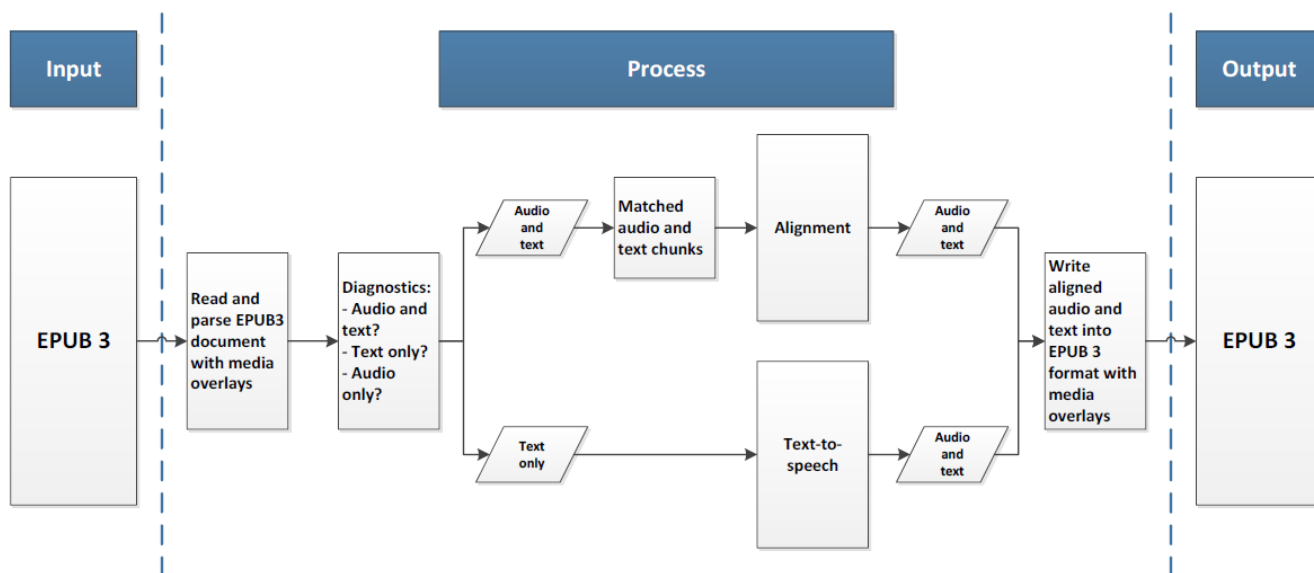 Input
Process
Output
EPUB 3
Read and
parse EPUB3
document
with media
overlays
Diagnostics:
- Audio and
text?
- Text only?
- Audio
only?
Audio
and
text
Matched
audio and
text chunks
Alignment
Audio
and
text
Text
only
Text-to-
speech
Audio
and
text
Write
aligned
audio and
text into
EPUB 3
format with
media
overlays
EPUB 3